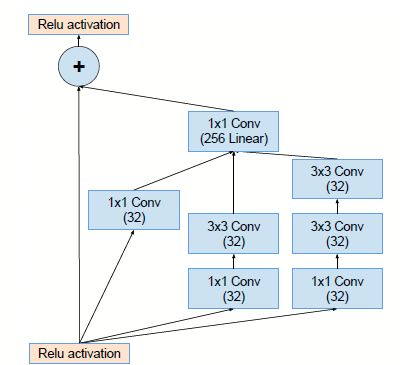 Relu activation
+
1x1 Conv
(256 Linear)
3x3 Conv
(32)
1x1 Conv
(32)
3x3 Conv
(32)
3x3 Conv
(32)
1x1 Conv
(32)
1x1 Conv
(32)
Relu activation